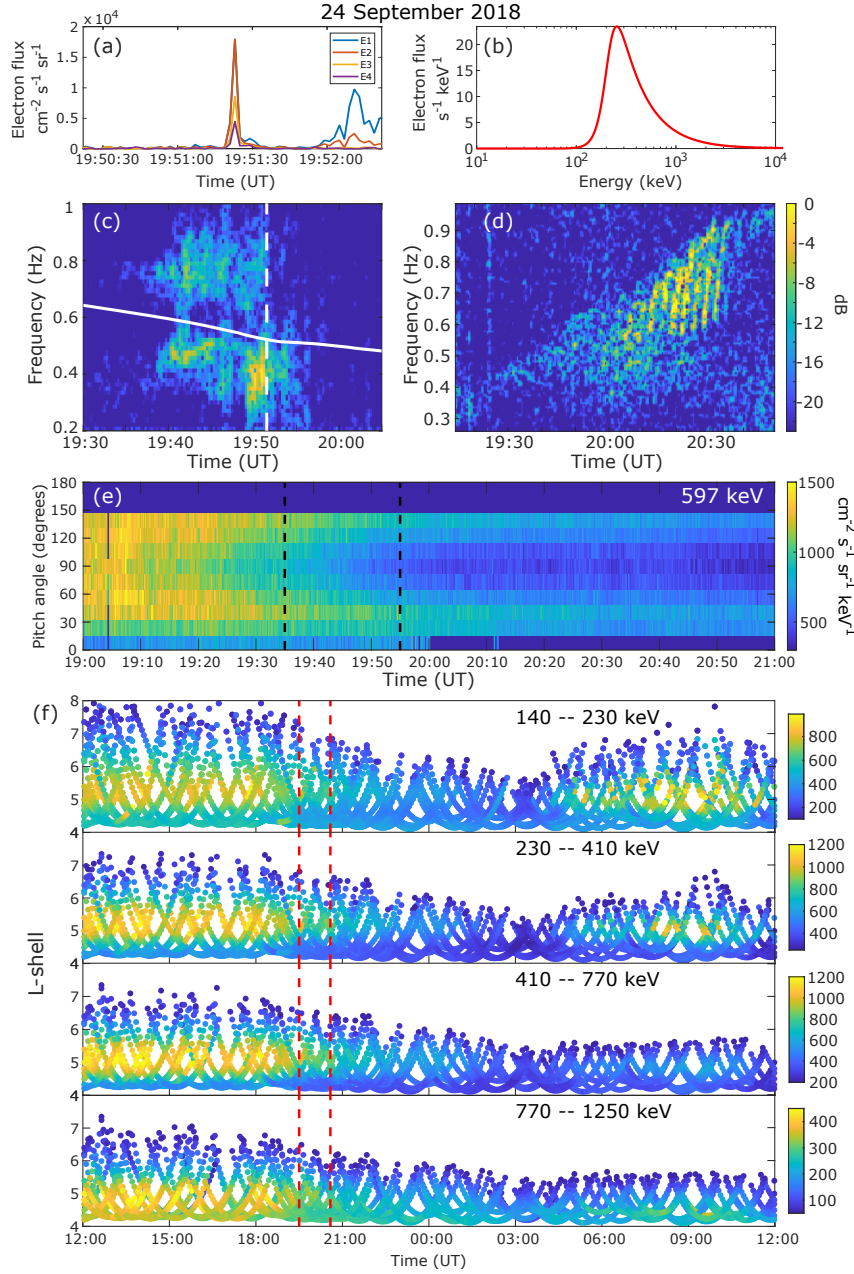 24 September 2018
x 10⁴
(a)
E1
E2
E3
E4
2
1.5
1
0.5
0
Electron flux
cm⁻² s⁻¹ sr⁻¹
19:50:30 19:51:00 19:51:30 19:52:00
Time (UT)
(b)
20
15
10
5
0
Electron flux
s⁻¹ keV⁻¹
10¹ 10² 10³ 10⁴
Energy (keV)
(c)
1
0.8
0.6
0.4
0.2
Frequency (Hz)
19:30 19:40 19:50 20:00
Time (UT)
(d)
0.9
0.8
0.7
0.6
0.5
0.4
0.3
Frequency (Hz)
19:30 20:00 20:30
Time (UT)
0
-4
-8
-12
-16
-20
dB
(e)
597 keV
180
150
120
90
60
30
0
Pitch angle (degrees)
19:00 19:10 19:20 19:30 19:40 19:50 20:00 20:10 20:20 20:30 20:40 20:50 21:00
Time (UT)
1500
1000
500
cm⁻² s⁻¹ sr⁻¹ keV⁻¹
(f)
L-shell
140 -- 230 keV
8
7
6
5
4
800
600
400
200
230 -- 410 keV
7
6
5
4
1200
1000
800
600
400
410 -- 770 keV
7
6
5
4
1200
1000
800
600
400
200
770 -- 1250 keV
7
6
5
4
400
300
200
100
12:00 15:00 18:00 21:00 00:00 03:00 06:00 09:00 12:00
Time (UT)